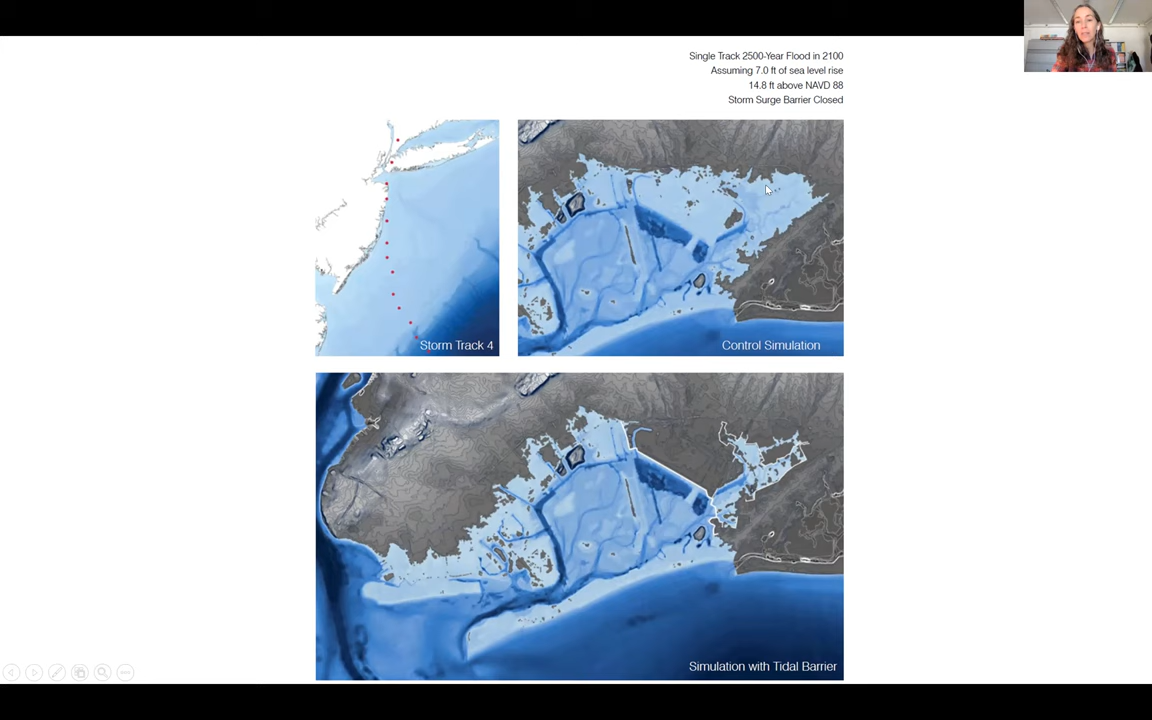 Single Track 2500-Year Flood in 2100
Assuming 7.0 ft of sea level rise
14.8 ft above NAVD 88
Storm Surge Barrier Closed
Storm Track 4
Control Simulation
Simulation with Tidal Barrier